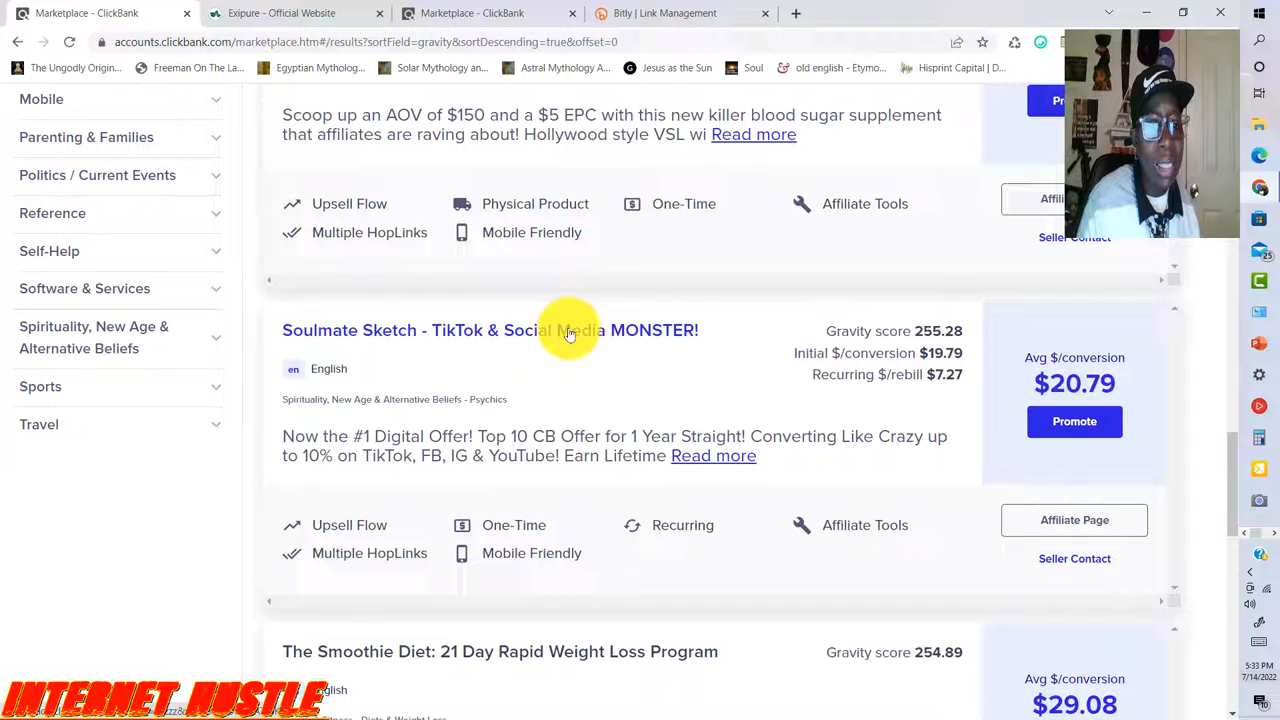 Marketplace - ClickBank
Exipure - Official Website
Marketplace - ClickBank
Bitly | Link Management
accounts.clickbank.com/marketplace.htm#/results?sortField=gravity&sortDescending=true&offset=0
The Ungodly Origin...
Freeman On The La...
Egyptian Mytholog...
Solar Mythology an...
Astral Mythology A...
Jesus as the Sun
Soul
old english - Etymo...
Hisprint Capital | D...
Mobile
Parenting & Families
Politics / Current Events
Reference
Self-Help
Software & Services
Spirituality, New Age &
Alternative Beliefs
Sports
Travel
Scoop up an AOV of $150 and a $5 EPC with this new killer blood sugar supplement
that affiliates are raving about! Hollywood style VSL wi Read more
Upsell Flow
Physical Product
One-Time
Affiliate Tools
Multiple HopLinks
Mobile Friendly
Seller Contact
Soulmate Sketch - TikTok & Social Media MONSTER!
en English
Spirituality, New Age & Alternative Beliefs - Psychics
Gravity score 255.28
Initial $/conversion $19.79
Recurring $/rebill $7.27
Avg $/conversion
$20.79
Promote
Now the #1 Digital Offer! Top 10 CB Offer for 1 Year Straight! Converting Like Crazy up
to 10% on TikTok, FB, IG & YouTube! Earn Lifetime Read more
Upsell Flow
One-Time
Recurring
Affiliate Tools
Multiple HopLinks
Mobile Friendly
Affiliate Page
Seller Contact
The Smoothie Diet: 21 Day Rapid Weight Loss Program
Gravity score 254.89
Avg $/conversion
$29.08
INTERNET HUSTLE
25
5:33 PM
7/14/2022